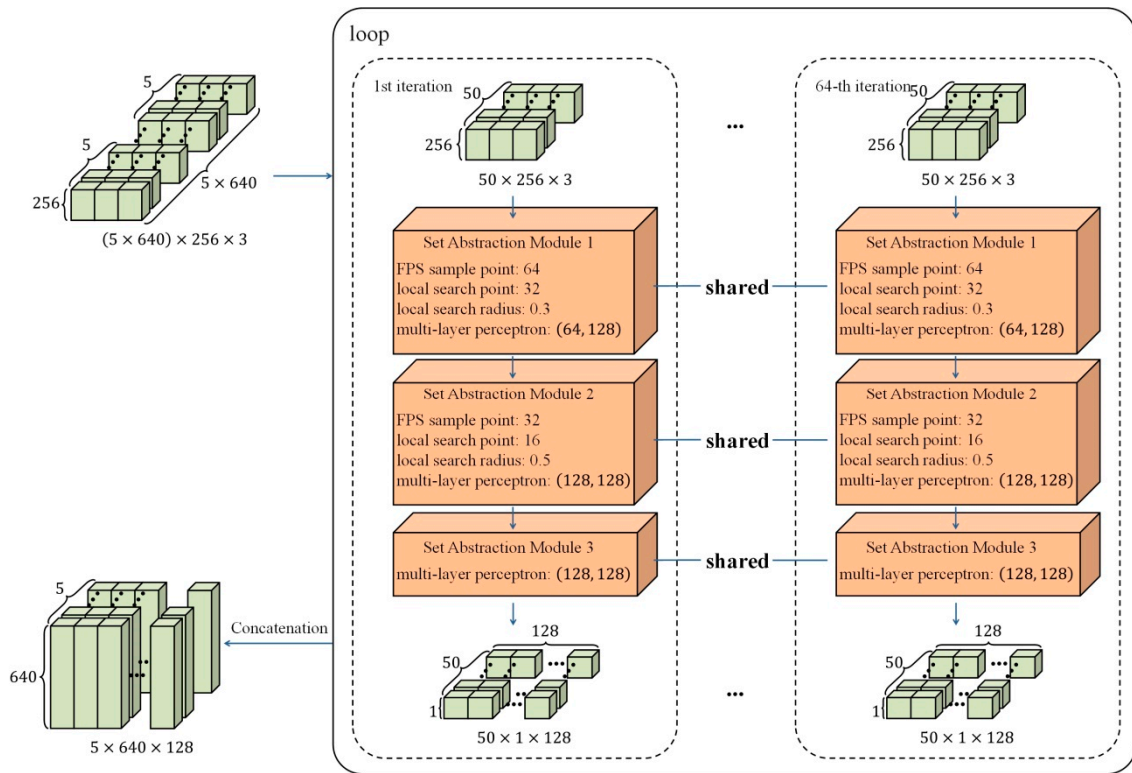 loop
5
5
256
5 × 640
(5 × 640) × 256 × 3
1st iteration
50
256
50 × 256 × 3
...
64-th iteration
50
256
50 × 256 × 3
Set Abstraction Module 1
FPS sample point: 64
local search point: 32
local search radius: 0.3
multi-layer perceptron: (64, 128)
shared
Set Abstraction Module 1
FPS sample point: 64
local search point: 32
local search radius: 0.3
multi-layer perceptron: (64, 128)
Set Abstraction Module 2
FPS sample point: 32
local search point: 16
local search radius: 0.5
multi-layer perceptron: (128, 128)
shared
Set Abstraction Module 2
FPS sample point: 32
local search point: 16
local search radius: 0.5
multi-layer perceptron: (128, 128)
Set Abstraction Module 3
multi-layer perceptron: (128, 128)
shared
Set Abstraction Module 3
multi-layer perceptron: (128, 128)
128
50
1
50 × 1 × 128
...
128
50
1
50 × 1 × 128
Concatenation
5
640
5 × 640 × 128